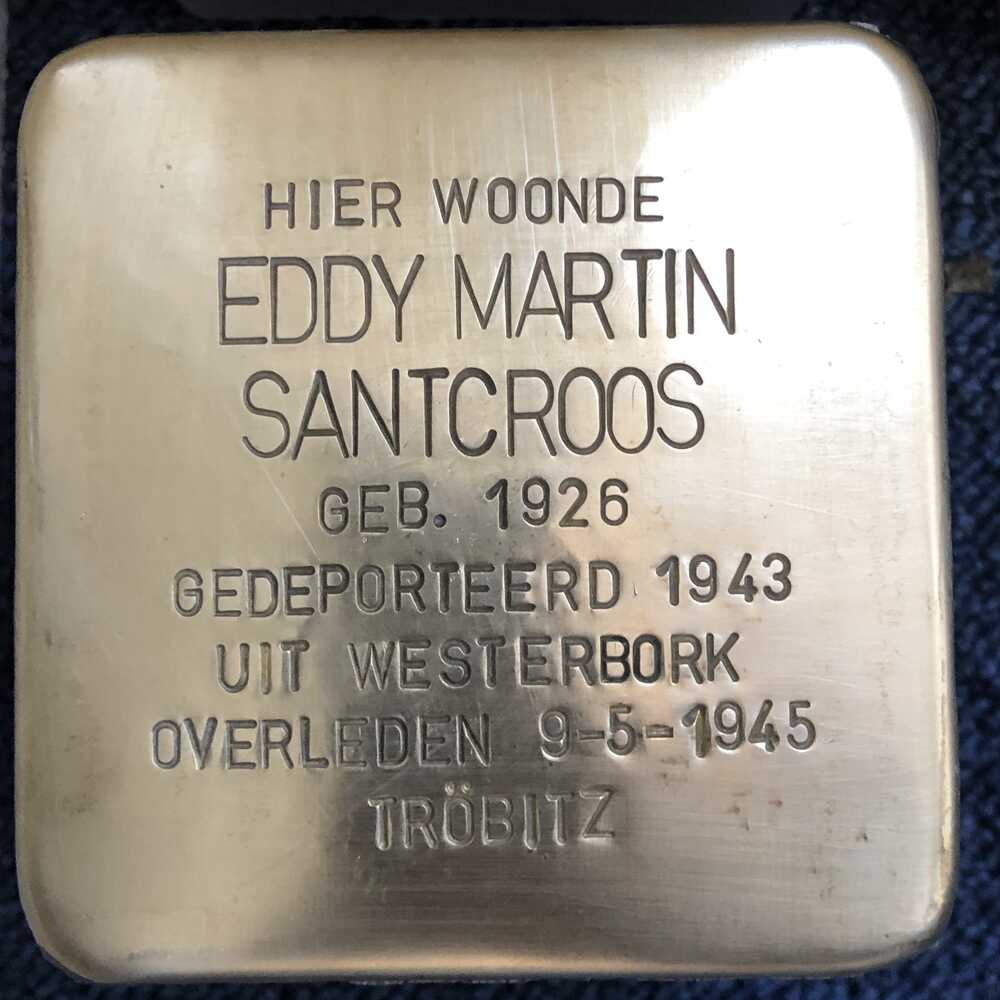 HIER WOONDE
EDDY MARTIN
SANTCROOS
GEB. 1926
GEDEPORTEERD 1943
UIT WESTERBORK
OVERLEDEN 9-5-1945
TRÖBITZ